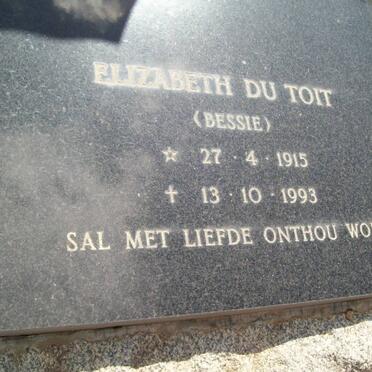 ELIZABETH DU TOIT
(BESSIE)
☆ 27 · 4 · 1915
✝ 13 · 10 · 1993
SAL MET LIEFDE ONTHOU